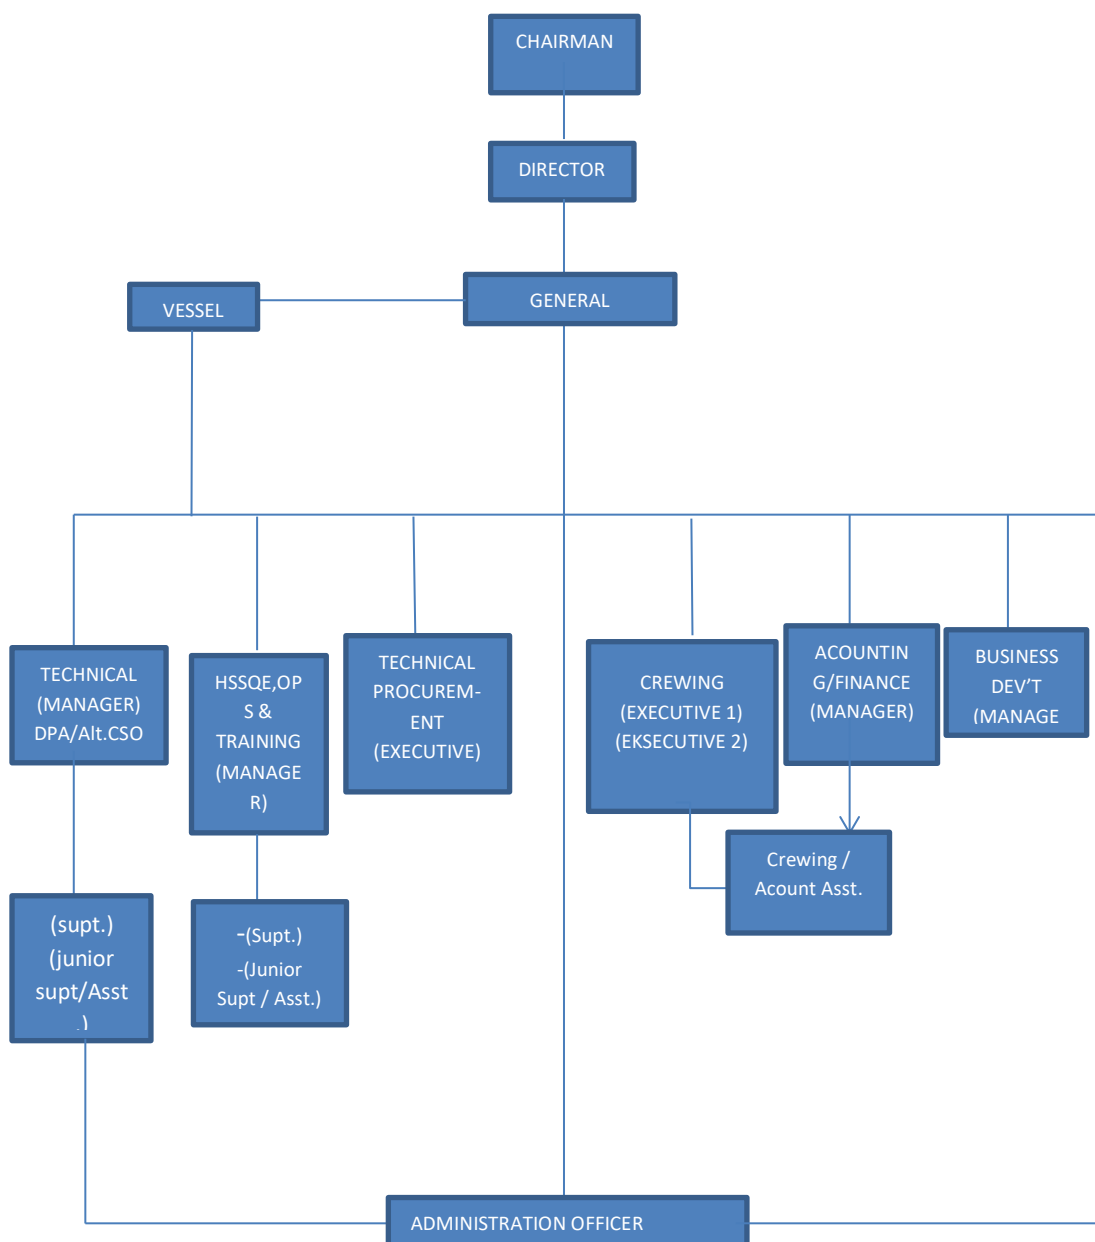 CHAIRMAN
DIRECTOR
GENERAL
VESSEL
TECHNICAL
(MANAGER)
DPA/Alt.CSO
HSSQE,OP
S &
TRAINING
(MANAGE
R)
TECHNICAL
PROCUREM-
ENT
(EXECUTIVE)
CREWING
(EXECUTIVE 1)
(EKSECUTIVE 2)
ACOUNTIN
G/FINANCE
(MANAGER)
BUSINESS
DEV’T
(MANAGE
Crewing /
Acount Asst.
(supt.)
(junior
supt/Asst
.)
-(Supt.)
-(Junior
Supt / Asst.)
ADMINISTRATION OFFICER